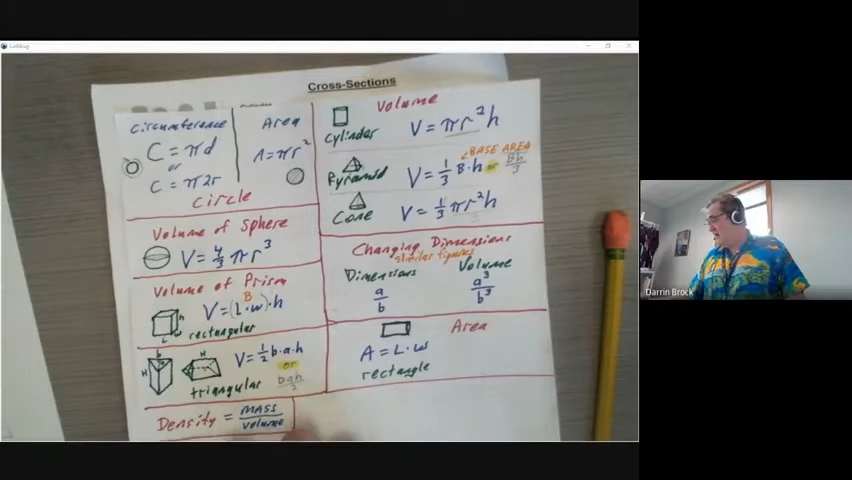 Cross-Sections
Circumference
C = πd
or
C = π2r
Area
A = πr²
Circle
Volume of Sphere
V = 4/3 πr³
Volume of Prism
B
V = (L·w)·h
h
L
w
rectangular
V = 1/2 b·a·h
or
bah/2
b
H
H
triangular
Density = MASS/volume
Volume
Cylinder
V = πr²h
BASE AREA
Pyramid
V = 1/3 B·h or Bh/3
Cone
V = 1/3 πr²h
Changing Dimensions
similar figures
Dimensions
a/b
Volume
a³/b³
Area
A = L·w
rectangle
Darrin Brock